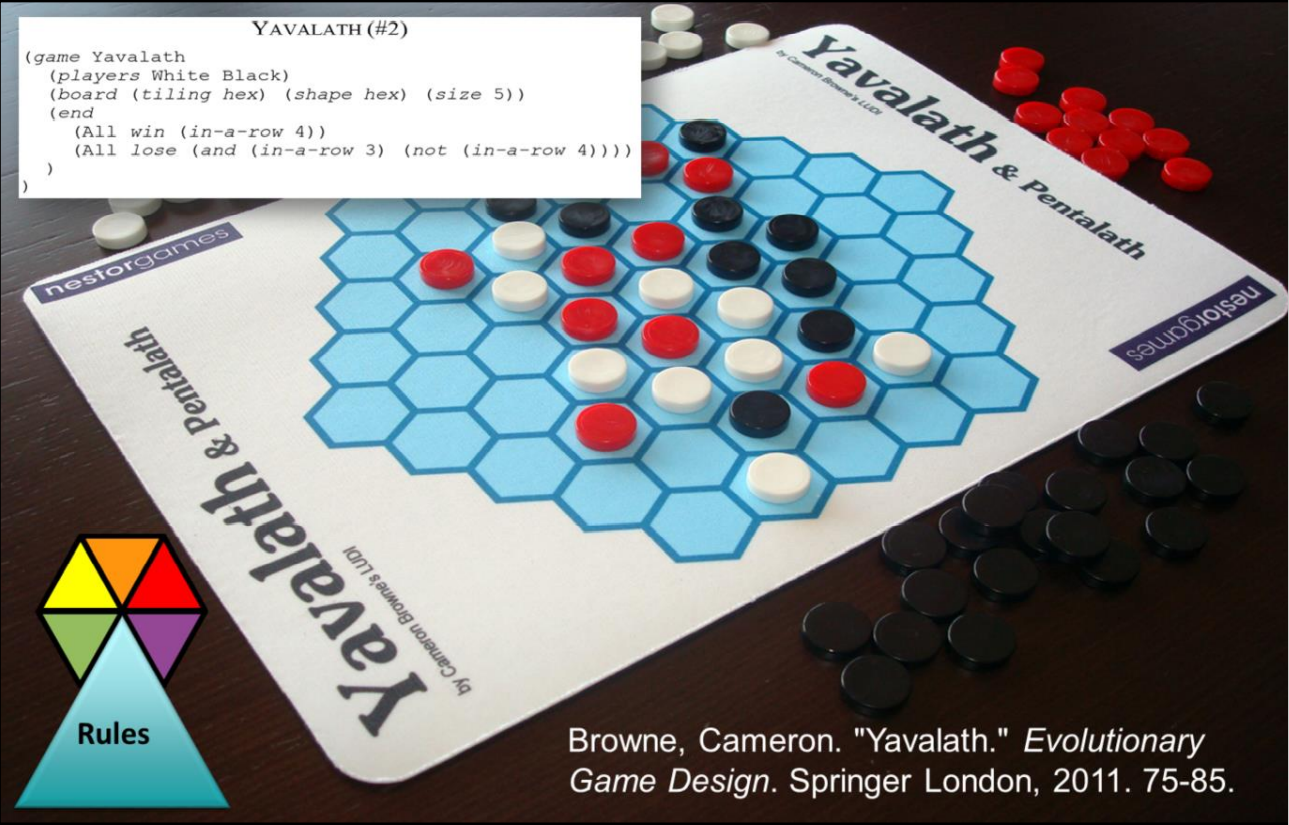 YAVALATH (#2)
(game Yavalath
(players White Black)
(board (tiling hex) (shape hex) (size 5))
(end
(All win (in-a-row 4))
(All lose (and (in-a-row 3) (not (in-a-row 4))))
)
)
Yavalath & Pentalath
by Cameron Browne's LUDI
nestorgames
nestorgames
Yavalath & Pentalath
by Cameron Browne's LUDI
Rules
Browne, Cameron. "Yavalath." Evolutionary
Game Design. Springer London, 2011. 75-85.